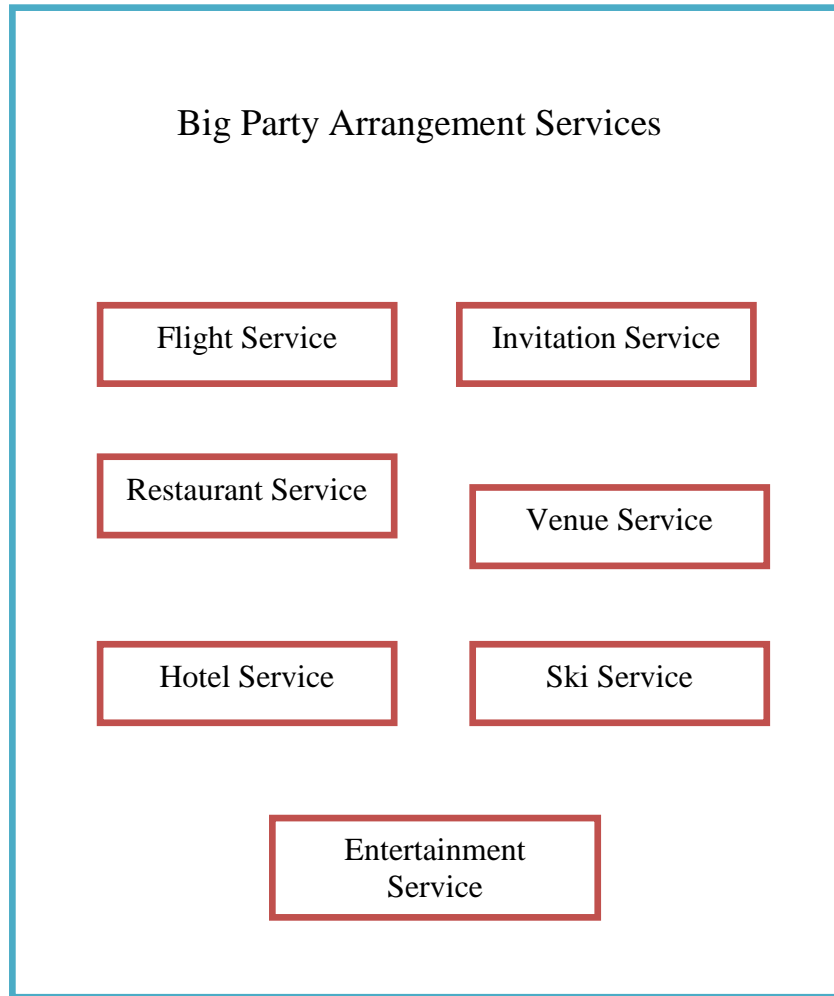 Big Party Arrangement Services
Flight Service
Invitation Service
Restaurant Service
Venue Service
Hotel Service
Ski Service
Entertainment
Service